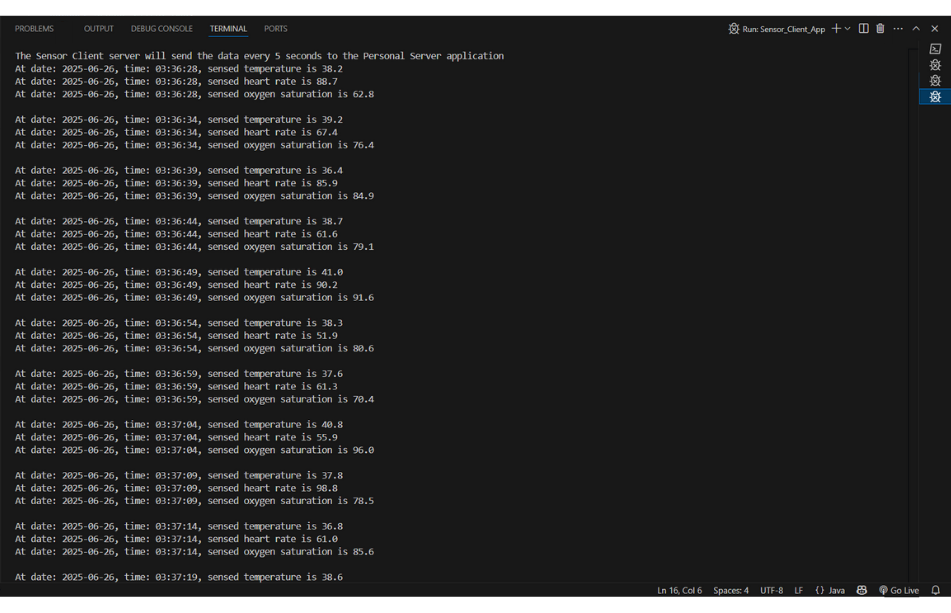 PROBLEMS OUTPUT DEBUG CONSOLE TERMINAL PORTS Run: Sensor_Client_App
The Sensor Client server will send the data every 5 seconds to the Personal Server application
At date: 2025-06-26, time: 03:36:28, sensed temperature is 38.2
At date: 2025-06-26, time: 03:36:28, sensed heart rate is 88.7
At date: 2025-06-26, time: 03:36:28, sensed oxygen saturation is 62.8
At date: 2025-06-26, time: 03:36:34, sensed temperature is 39.2
At date: 2025-06-26, time: 03:36:34, sensed heart rate is 67.4
At date: 2025-06-26, time: 03:36:34, sensed oxygen saturation is 76.4
At date: 2025-06-26, time: 03:36:39, sensed temperature is 36.4
At date: 2025-06-26, time: 03:36:39, sensed heart rate is 85.9
At date: 2025-06-26, time: 03:36:39, sensed oxygen saturation is 84.9
At date: 2025-06-26, time: 03:36:44, sensed temperature is 38.7
At date: 2025-06-26, time: 03:36:44, sensed heart rate is 61.6
At date: 2025-06-26, time: 03:36:44, sensed oxygen saturation is 79.1
At date: 2025-06-26, time: 03:36:49, sensed temperature is 41.0
At date: 2025-06-26, time: 03:36:49, sensed heart rate is 90.2
At date: 2025-06-26, time: 03:36:49, sensed oxygen saturation is 91.6
At date: 2025-06-26, time: 03:36:54, sensed temperature is 38.3
At date: 2025-06-26, time: 03:36:54, sensed heart rate is 51.9
At date: 2025-06-26, time: 03:36:54, sensed oxygen saturation is 80.6
At date: 2025-06-26, time: 03:36:59, sensed temperature is 37.6
At date: 2025-06-26, time: 03:36:59, sensed heart rate is 61.3
At date: 2025-06-26, time: 03:36:59, sensed oxygen saturation is 70.4
At date: 2025-06-26, time: 03:37:04, sensed temperature is 40.8
At date: 2025-06-26, time: 03:37:04, sensed heart rate is 55.9
At date: 2025-06-26, time: 03:37:04, sensed oxygen saturation is 96.0
At date: 2025-06-26, time: 03:37:09, sensed temperature is 37.8
At date: 2025-06-26, time: 03:37:09, sensed heart rate is 98.8
At date: 2025-06-26, time: 03:37:09, sensed oxygen saturation is 78.5
At date: 2025-06-26, time: 03:37:14, sensed temperature is 36.8
At date: 2025-06-26, time: 03:37:14, sensed heart rate is 61.0
At date: 2025-06-26, time: 03:37:14, sensed oxygen saturation is 85.6
At date: 2025-06-26, time: 03:37:19, sensed temperature is 38.6
Ln 16, Col 6 Spaces: 4 UTF-8 LF {} Java Go Live